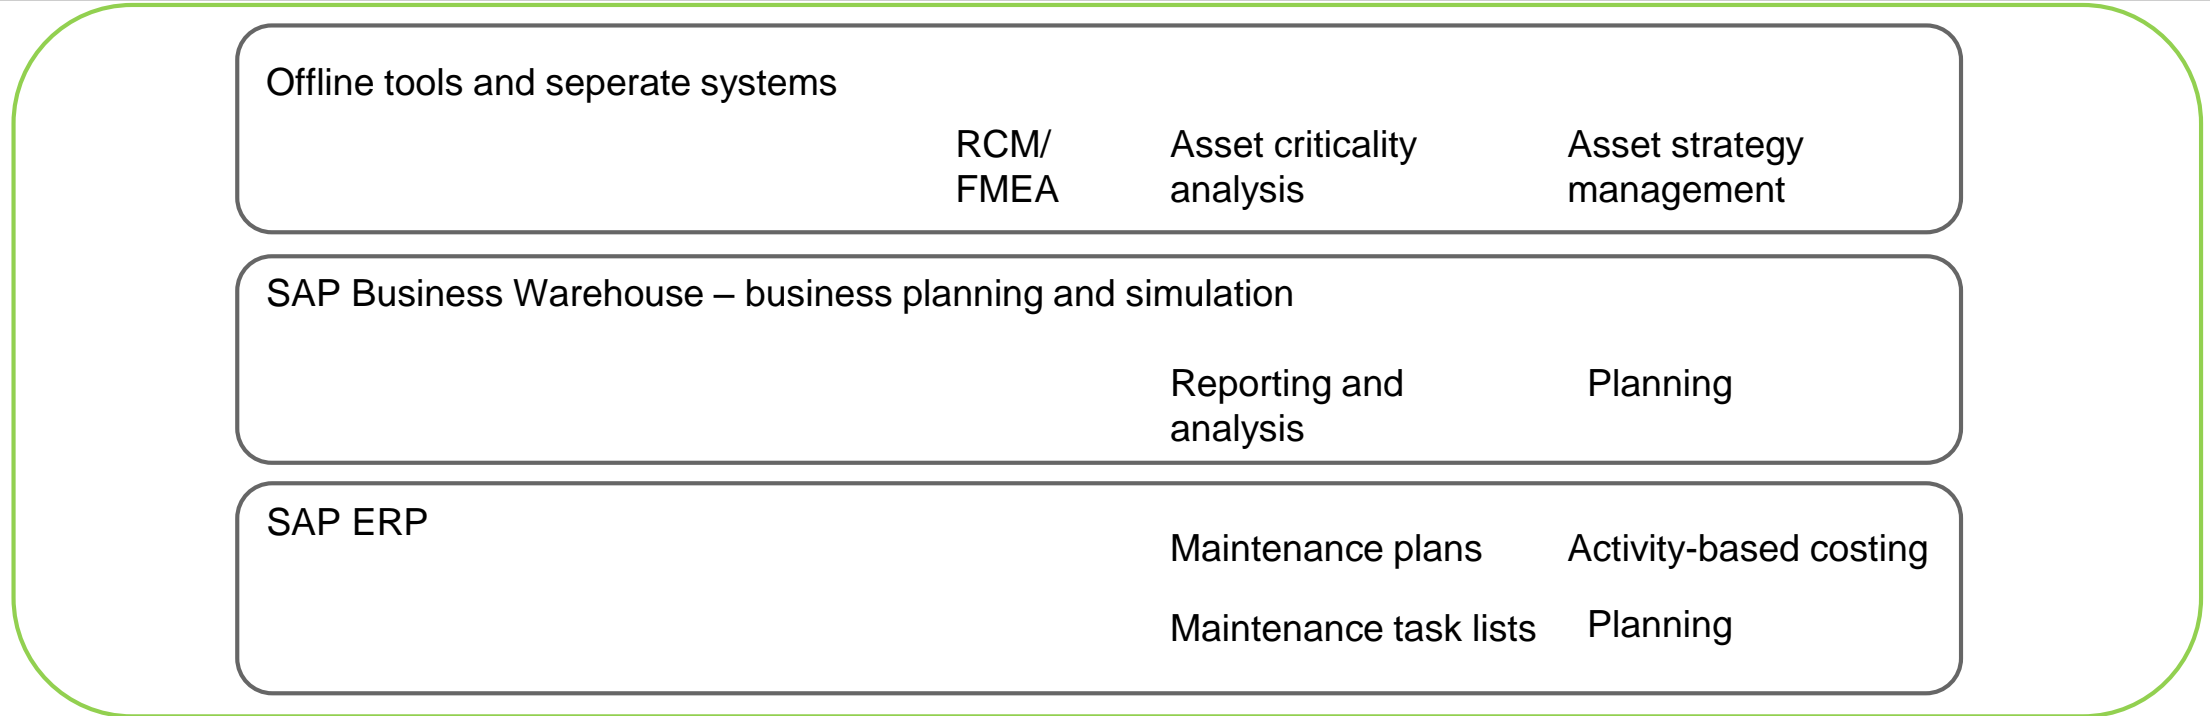 Offline tools and seperate systems
RCM/
FMEA
Asset criticality
analysis
Asset strategy
management
SAP Business Warehouse – business planning and simulation
Reporting and
analysis
Planning
SAP ERP
Maintenance plans
Activity-based costing
Maintenance task lists
Planning